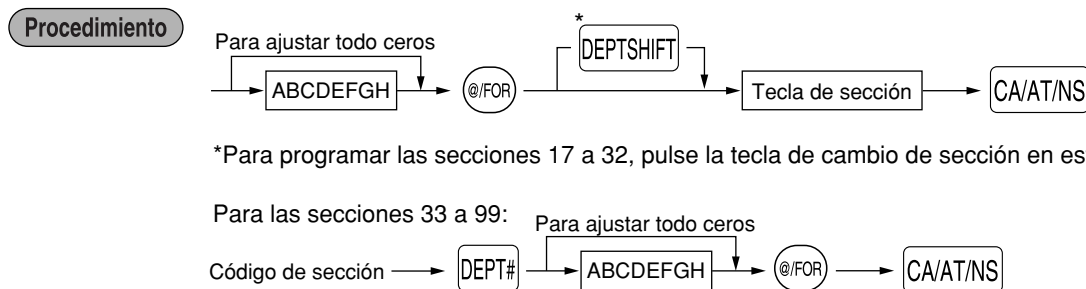 Procedimiento
Para ajustar todo ceros
*
DEPTSHIFT
ABCDEFGH @/FOR Tecla de sección CA/AT/NS
*Para programar las secciones 17 a 32, pulse la tecla de cambio de sección en es
Para las secciones 33 a 99:
Para ajustar todo ceros
Código de sección DEPT# ABCDEFGH @/FOR CA/AT/NS